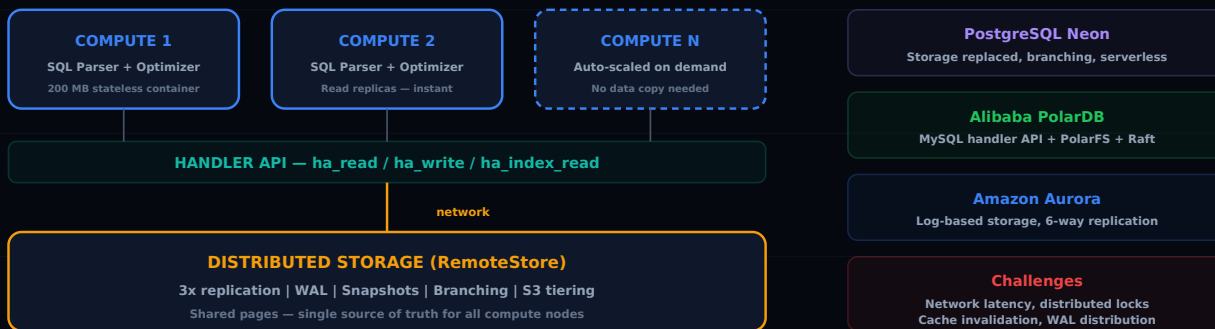 COMPUTE 1
SQL Parser + Optimizer
200 MB stateless container
COMPUTE 2
SQL Parser + Optimizer
Read replicas — instant
COMPUTE N
Auto-scaled on demand
No data copy needed
HANDLER API — ha_read / ha_write / ha_index_read
network
DISTRIBUTED STORAGE (RemoteStore)
3x replication | WAL | Snapshots | Branching | S3 tiering
Shared pages — single source of truth for all compute nodes
PostgreSQL Neon
Storage replaced, branching, serverless
Alibaba PolarDB
MySQL handler API + PolarFS + Raft
Amazon Aurora
Log-based storage, 6-way replication
Challenges
Network latency, distributed locks
Cache invalidation, WAL distribution